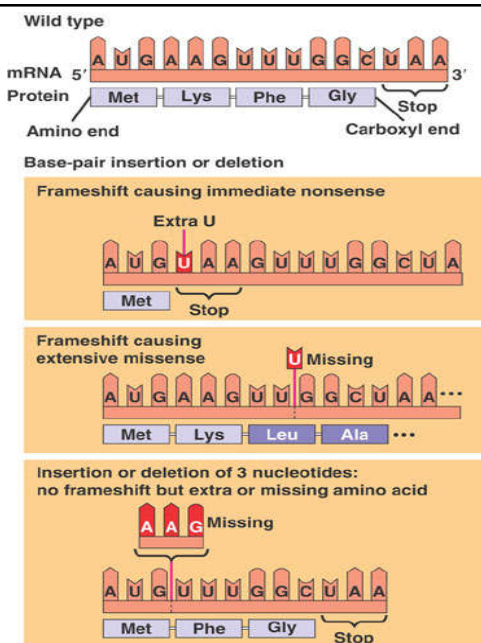 Wild type
A U G A A G U U U G G C U A A
mRNA 5′ 3′
Protein Met Lys Phe Gly Stop
Amino end Carboxyl end
Base-pair insertion or deletion
Frameshift causing immediate nonsense
Extra U
A U G U A A G U U U G G C U A
Met Stop
Frameshift causing
extensive missense
U Missing
A U G A A G U U G G C U A A ...
Met Lys Leu Ala ...
Insertion or deletion of 3 nucleotides:
no frameshift but extra or missing amino acid
A A G Missing
A U G U U U G G C U A A
Met Phe Gly Stop